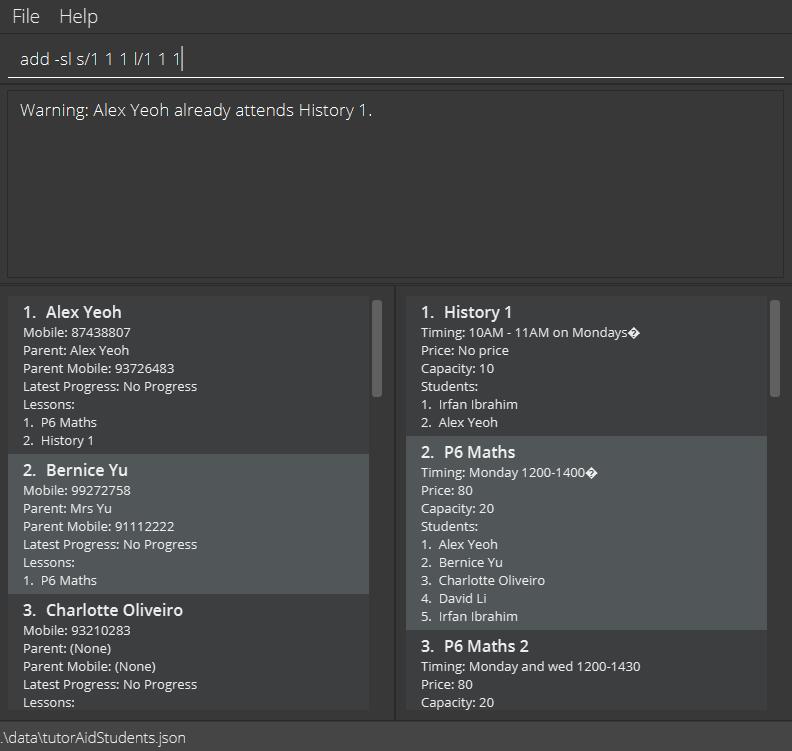 File Help
add -sl s/1 1 1 l/1 1 1
Warning: Alex Yeoh already attends History 1.
1. Alex Yeoh
Mobile: 87438807
Parent: Alex Yeoh
Parent Mobile: 93726483
Latest Progress: No Progress
Lessons:
1. P6 Maths
2. History 1
2. Bernice Yu
Mobile: 99272758
Parent: Mrs Yu
Parent Mobile: 91112222
Latest Progress: No Progress
Lessons:
1. P6 Maths
3. Charlotte Oliveiro
Mobile: 93210283
Parent: (None)
Parent Mobile: (None)
Latest Progress: No Progress
Lessons:
1. History 1
Timing: 10AM - 11AM on Mondays�
Price: No price
Capacity: 10
Students:
1. Irfan Ibrahim
2. Alex Yeoh
2. P6 Maths
Timing: Monday 1200-1400�
Price: 80
Capacity: 20
Students:
1. Alex Yeoh
2. Bernice Yu
3. Charlotte Oliveiro
4. David Li
5. Irfan Ibrahim
3. P6 Maths 2
Timing: Monday and wed 1200-1430
Price: 80
Capacity: 20
.\data\tutorAidStudents.json